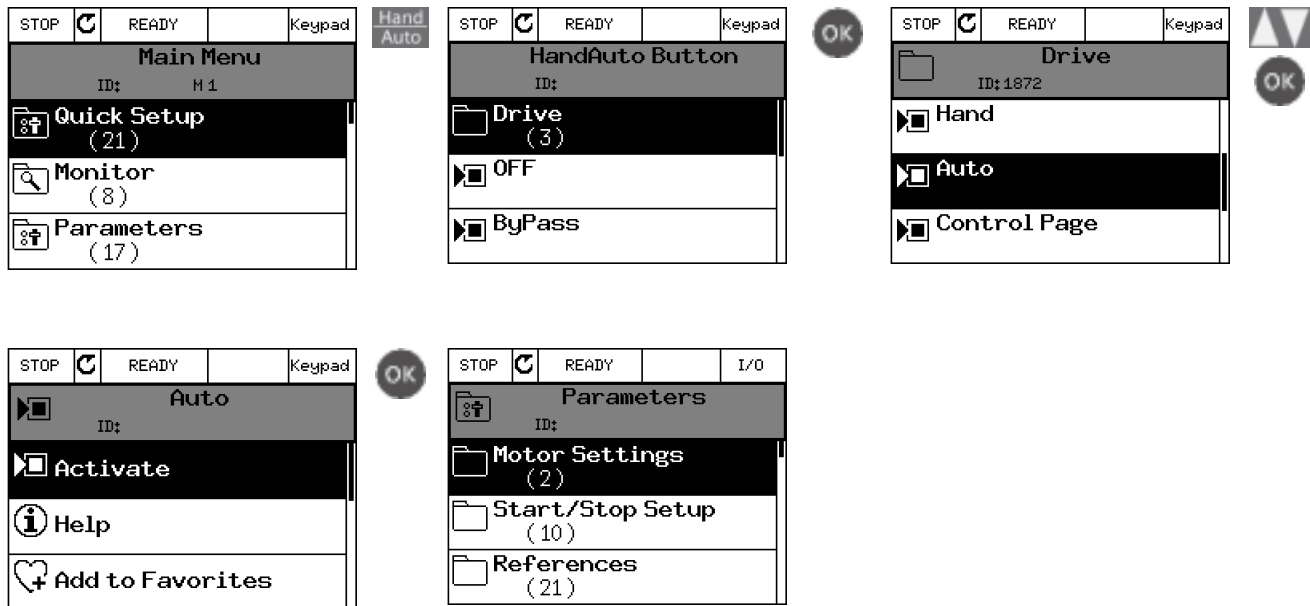 STOP READY Keypad
Main Menu
ID: M 1
Quick Setup
(21)
Monitor
(8)
Parameters
(17)
Hand
Auto
STOP READY Keypad
HandAuto Button
ID:
Drive
(3)
OFF
ByPass
OK
STOP READY Keypad
Drive
ID: 1872
Hand
Auto
Control Page
OK
STOP READY Keypad
Auto
ID:
Activate
Help
Add to Favorites
OK
STOP READY I/O
Parameters
ID:
Motor Settings
(2)
Start/Stop Setup
(10)
References
(21)